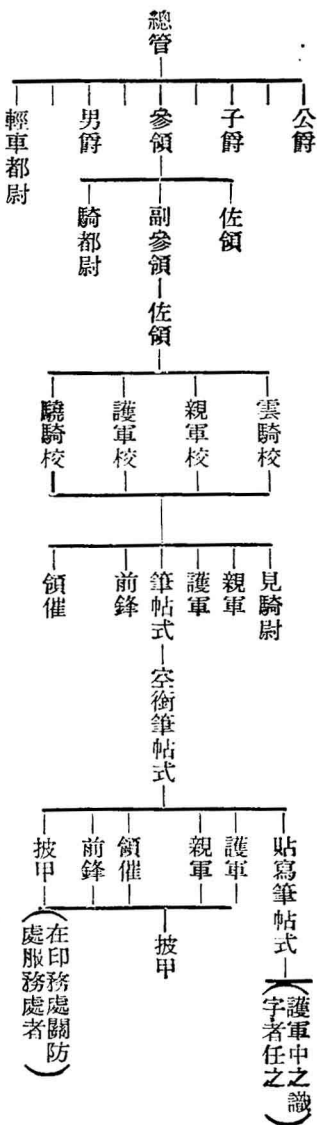 總管
公爵
子爵
參領
男爵
輕車都尉
佐領
副參領
騎都尉
佐領
雲騎校
親軍校
護軍校
驍騎校
見騎尉
親軍
護軍
筆帖式
前鋒
領催
空銜筆帖式
貼寫筆帖式
護軍
親軍
領催
前鋒
披甲
(護軍中之識
字者任之)
披甲
(在印務處關防
處服務處者)